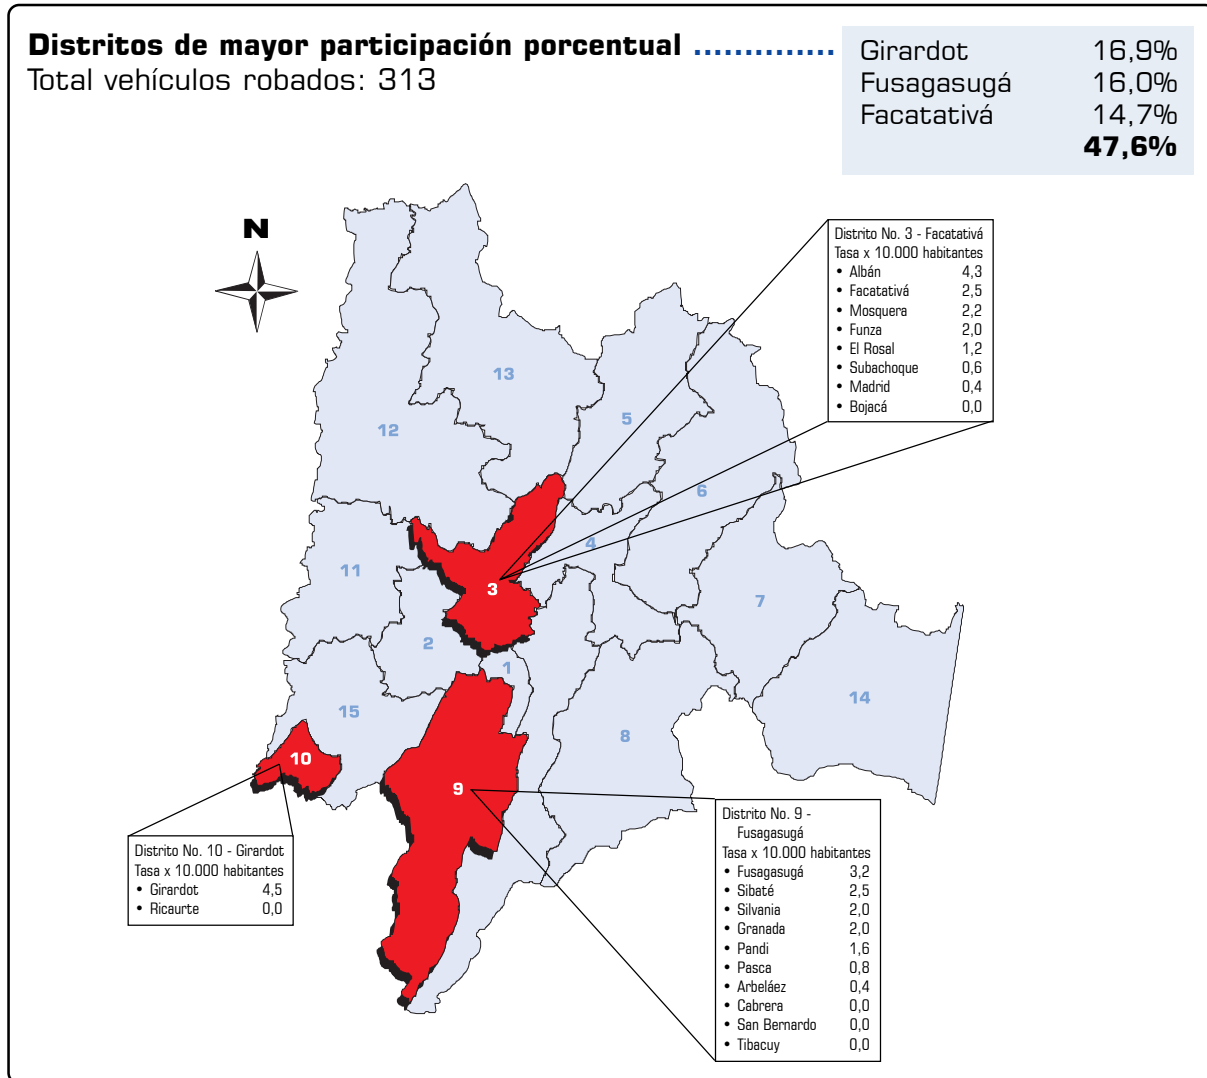 Distritos de mayor participación porcentual ..............
Total vehículos robados: 313
Girardot 16,9%
Fusagasugá 16,0%
Facatativá 14,7%
47,6%
N
Distrito No. 3 - Facatativá
Tasa x 10.000 habitantes
• Albán 4,3
• Facatativá 2,5
• Mosquera 2,2
• Funza 2,0
• El Rosal 1,2
• Subachoque 0,6
• Madrid 0,4
• Bojacá 0,0
13
5
12
6
4
11
3
7
2
1
14
15
8
10
9
Distrito No. 10 - Girardot
Tasa x 10.000 habitantes
• Girardot 4,5
• Ricaurte 0,0
Distrito No. 9 -
Fusagasugá
Tasa x 10.000 habitantes
• Fusagasugá 3,2
• Sibaté 2,5
• Silvania 2,0
• Granada 2,0
• Pandi 1,6
• Pasca 0,8
• Arbeláez 0,4
• Cabrera 0,0
• San Bernardo 0,0
• Tibacuy 0,0